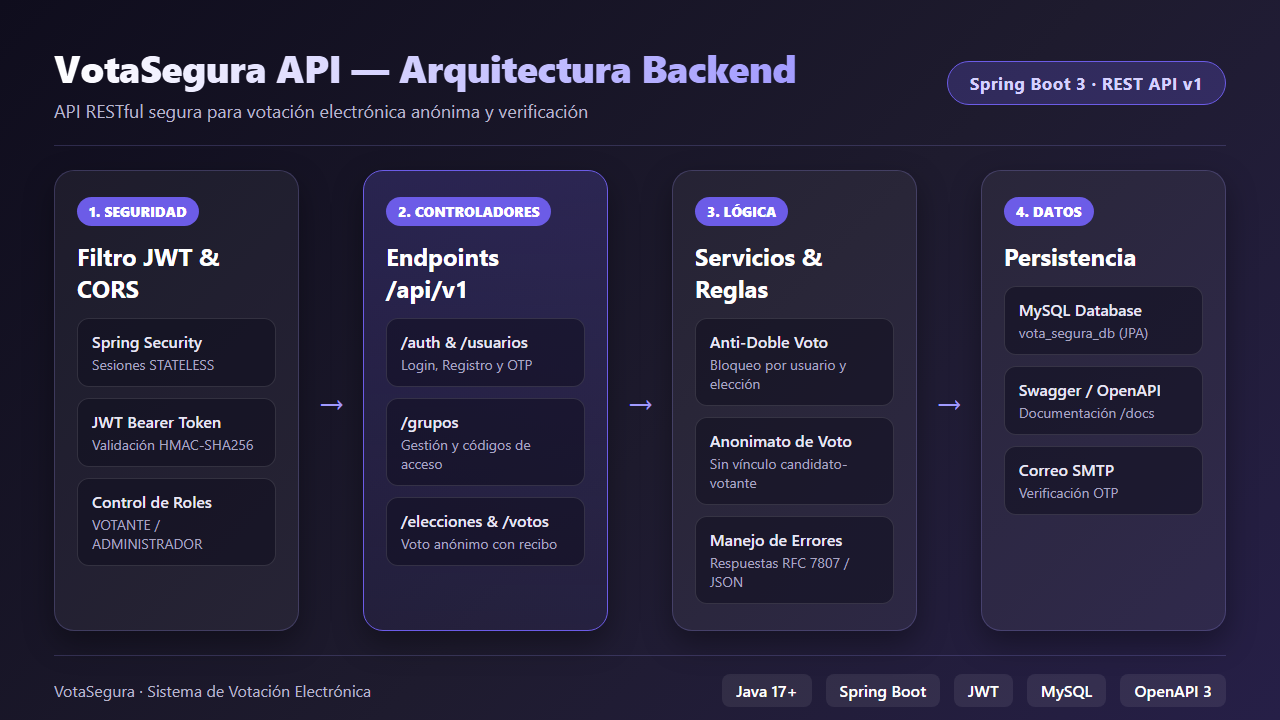 VotaSegura API — Arquitectura Backend
API RESTful segura para votación electrónica anónima y verificación
Spring Boot 3 · REST API v1
1. SEGURIDAD
Filtro JWT &
CORS
Spring Security
Sesiones STATELESS
JWT Bearer Token
Validación HMAC-SHA256
Control de Roles
VOTANTE /
ADMINISTRADOR
→
2. CONTROLADORES
Endpoints
/api/v1
/auth & /usuarios
Login, Registro y OTP
/grupos
Gestión y códigos de
acceso
/elecciones & /votos
Voto anónimo con recibo
→
3. LÓGICA
Servicios &
Reglas
Anti-Doble Voto
Bloqueo por usuario y
elección
Anonimato de Voto
Sin vínculo candidato-
votante
Manejo de Errores
Respuestas RFC 7807 /
JSON
→
4. DATOS
Persistencia
MySQL Database
vota_segura_db (JPA)
Swagger / OpenAPI
Documentación /docs
Correo SMTP
Verificación OTP
VotaSegura · Sistema de Votación Electrónica
Java 17+
Spring Boot
JWT
MySQL
OpenAPI 3